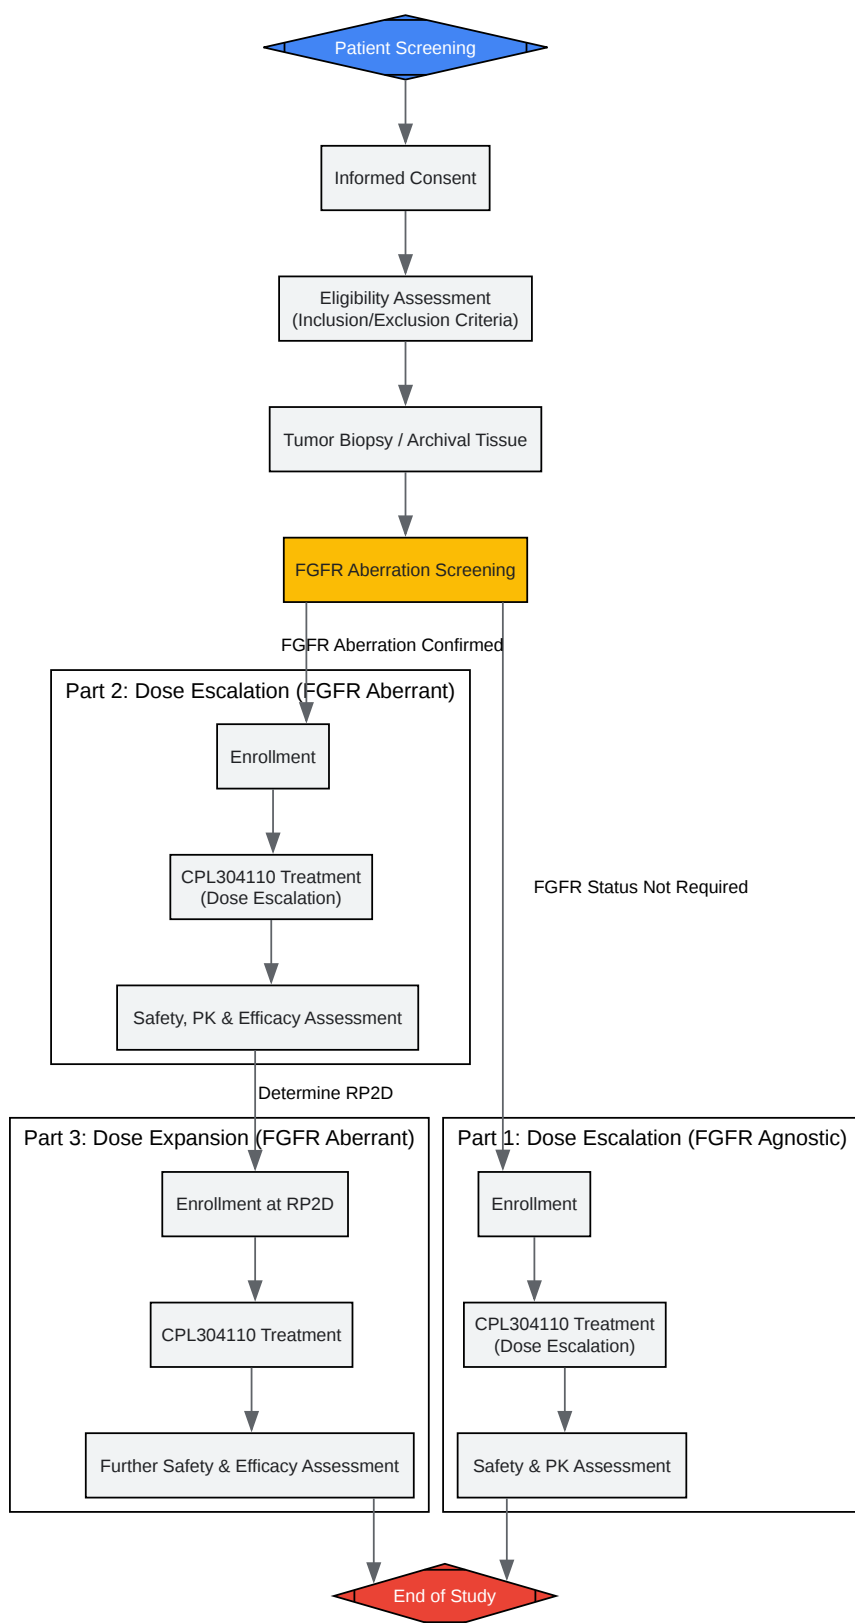 Patient Screening
Informed Consent
Eligibility Assessment
(Inclusion/Exclusion Criteria)
Tumor Biopsy / Archival Tissue
FGFR Aberration Screening
FGFR Aberration Confirmed
Part 2: Dose Escalation (FGFR Aberrant)
Enrollment
CPL304110 Treatment
(Dose Escalation)
FGFR Status Not Required
Safety, PK & Efficacy Assessment
Determine RP2D
Part 3: Dose Expansion (FGFR Aberrant)
Enrollment at RP2D
CPL304110 Treatment
Further Safety & Efficacy Assessment
Part 1: Dose Escalation (FGFR Agnostic)
Enrollment
CPL304110 Treatment
(Dose Escalation)
Safety & PK Assessment
End of Study